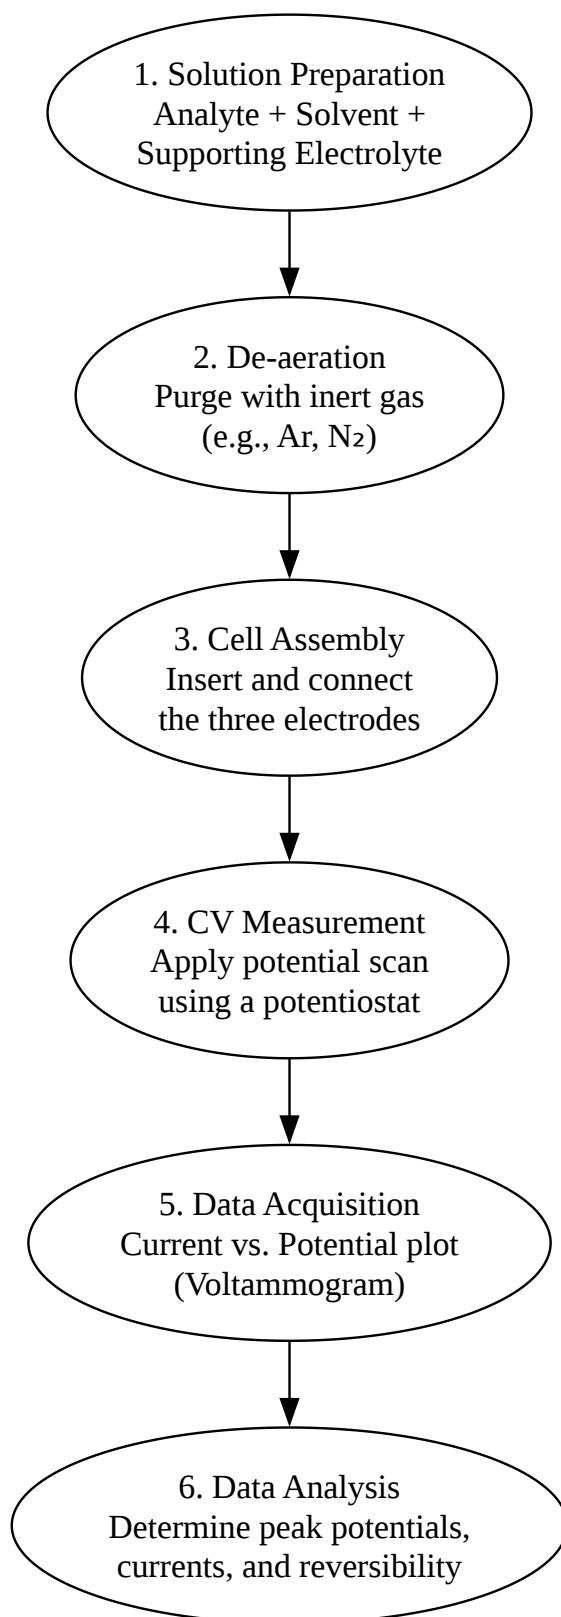 1. Solution Preparation
Analyte + Solvent +
Supporting Electrolyte
2. De-aeration
Purge with inert gas
(e.g., Ar, N₂)
3. Cell Assembly
Insert and connect
the three electrodes
4. CV Measurement
Apply potential scan
using a potentiostat
5. Data Acquisition
Current vs. Potential plot
(Voltammogram)
6. Data Analysis
Determine peak potentials,
currents, and reversibility